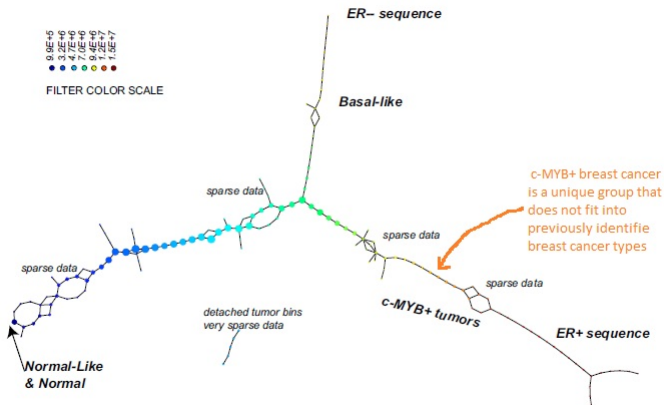 ER-- sequence
9.9E+5
3.2E+6
4.7E+6
7.0E+6
9.4E+6
1.2E+7
1.5E+7
FILTER COLOR SCALE
Basal-like
c-MYB+ breast cancer
is a unique group that
does not fit into
previously identifie
breast cancer types
sparse data
sparse data
sparse data
sparse data
c-MYB+ tumors
detached tumor bins
very sparse data
ER+ sequence
Normal-Like
& Normal